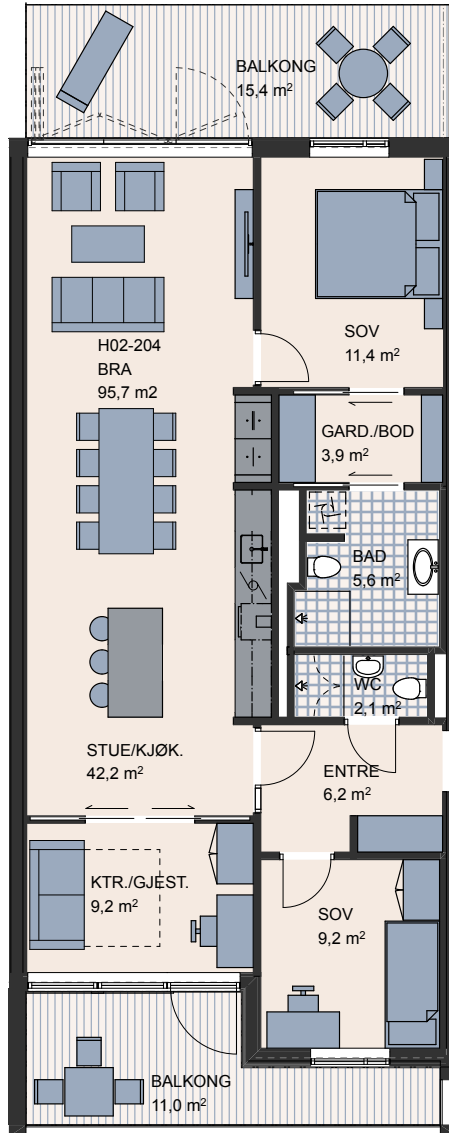 BALKONG
15,4 m²
SOV
11,4 m²
H02-204
BRA
95,7 m2
GARD./BOD
3,9 m²
BAD
5,6 m²
WC
2,1 m²
STUE/KJØK.
42,2 m²
ENTRE
6,2 m²
KTR./GJEST.
9,2 m²
SOV
9,2 m²
BALKONG
11,0 m²